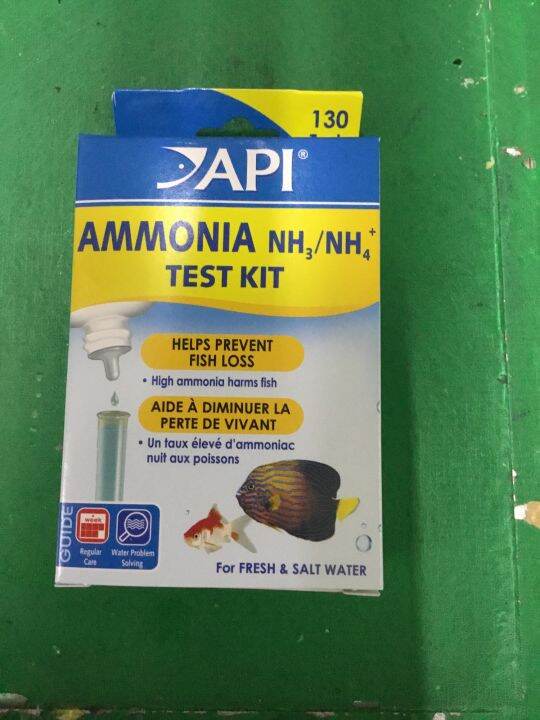 130
API®
AMMONIA NH₃/NH₄⁺
TEST KIT
HELPS PREVENT
FISH LOSS
• High ammonia harms fish
AIDE À DIMINUER LA
PERTE DE VIVANT
• Un taux élevé d'ammoniac
nuit aux poissons
GUIDE
week
Regular
Care
Water Problem
Solving
For FRESH & SALT WATER